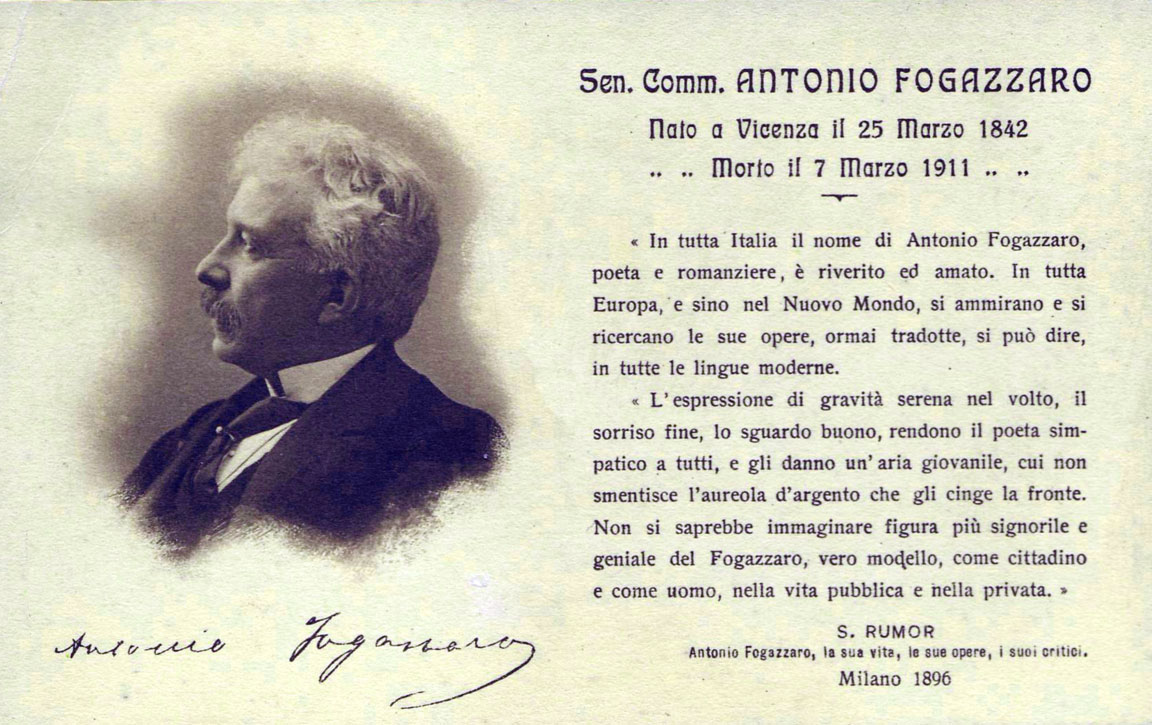 Sen. Comm. ANTONIO FOGAZZARO
Nato a Vicenza il 25 Marzo 1842
.. .. Morto il 7 Marzo 1911 .. ..
« In tutta Italia il nome di Antonio Fogazzaro,
poeta e romanziere, è riverito ed amato. In tutta
Europa, e sino nel Nuovo Mondo, si ammirano e si
ricercano le sue opere, ormai tradotte, si può dire,
in tutte le lingue moderne.
« L'espressione di gravità serena nel volto, il
sorriso fine, lo sguardo buono, rendono il poeta sim-
patico a tutti, e gli danno un'aria giovanile, cui non
smentisce l'aureola d'argento che gli cinge la fronte.
Non si saprebbe immaginare figura più signorile e
geniale del Fogazzaro, vero modello, come cittadino
e come uomo, nella vita pubblica e nella privata. »
S. RUMOR
Antonio Fogazzaro, la sua vita, le sue opere, i suoi critici.
Milano 1896
Antonio Fogazzaro